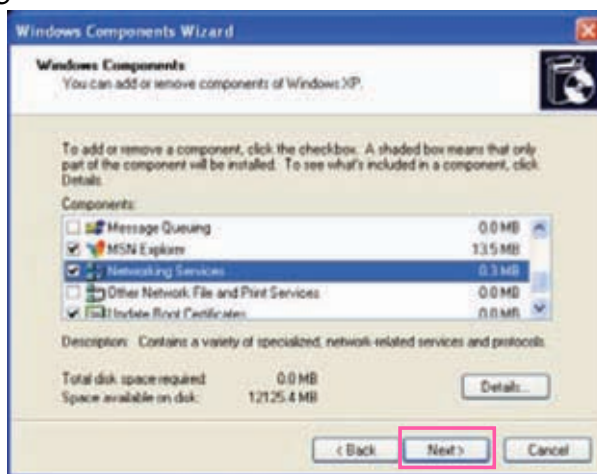 Windows Components Wizard
Windows Components
You can add or remove components of Windows XP.
To add or remove a component, click the checkbox. A shaded box means that only
part of the component will be installed. To see what's included in a component, click
Details.
Components:
Message Queuing 0.0 MB
MSN Explorer 13.5 MB
Networking Services 0.3 MB
Other Network File and Print Services 0.0 MB
Update Root Certificates 0.0 MB
Description: Contains a variety of specialized, network-related services and protocols.
Total disk space required: 0.0 MB
Space available on disk: 12125.4 MB
Details...
< Back Next > Cancel